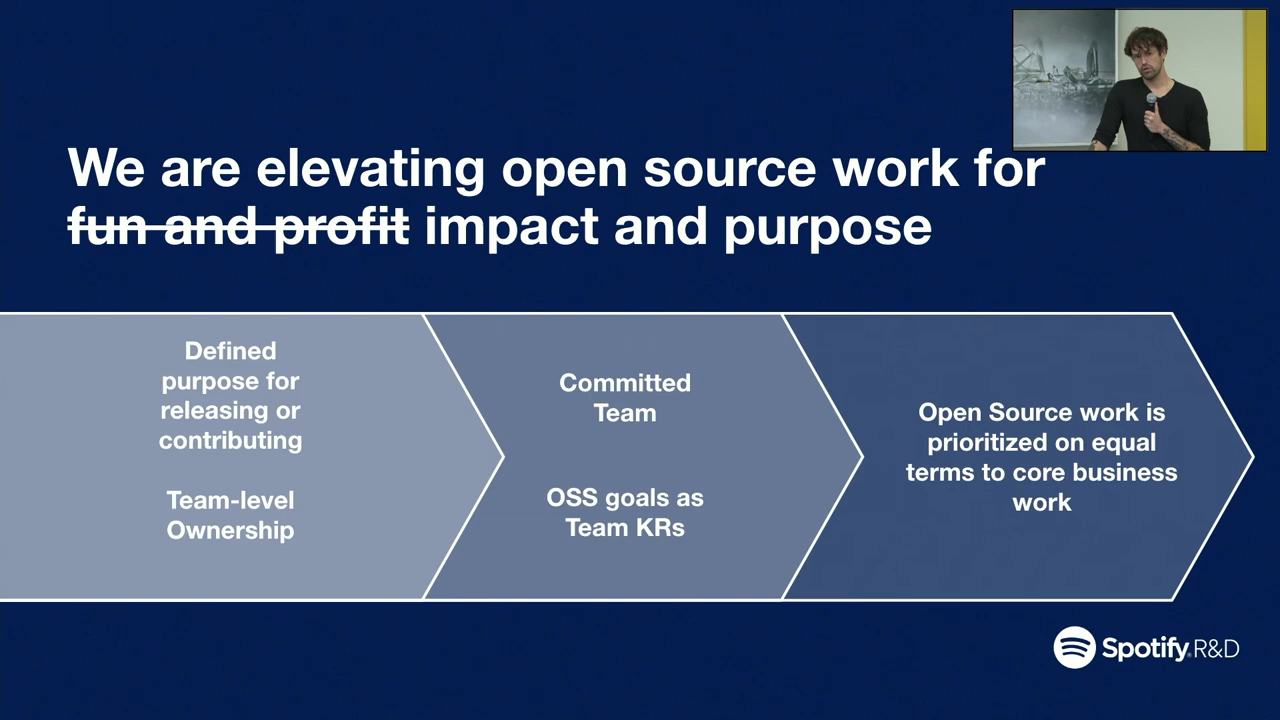 We are elevating open source work for
fun and profit impact and purpose
Defined
purpose for
releasing or
contributing
Team-level
Ownership
Committed
Team
OSS goals as
Team KRs
Open Source work is
prioritized on equal
terms to core business
work
Spotify R&D